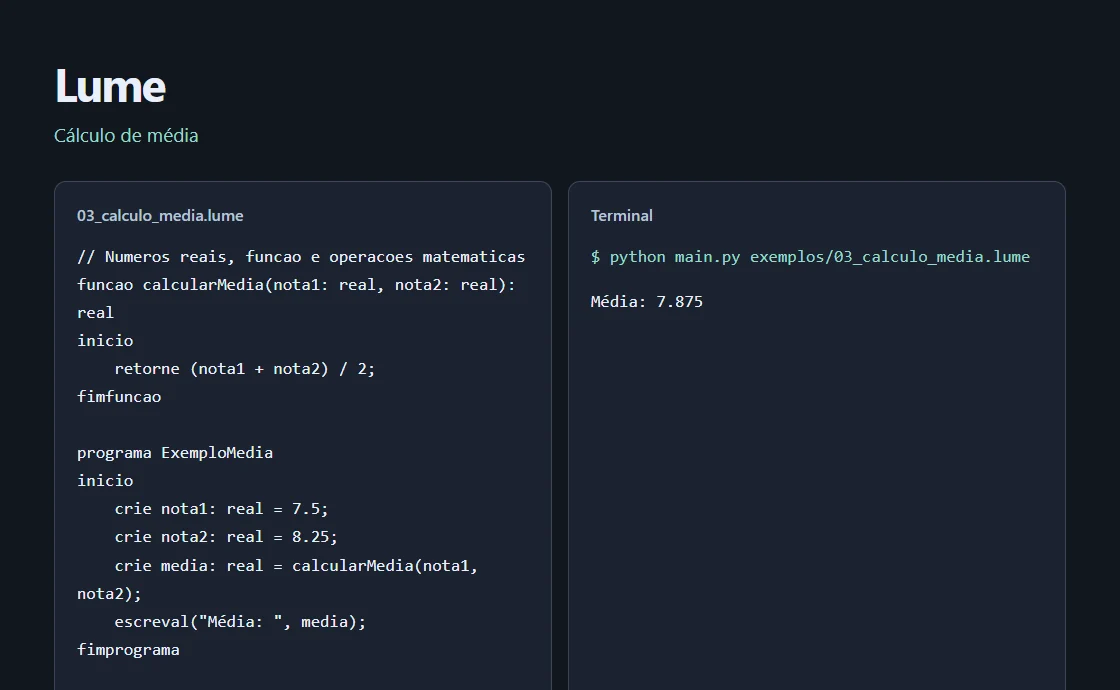 Lume
Cálculo de média
03_calculo_media.lume
// Numeros reais, funcao e operacoes matematicas
funcao calcularMedia(nota1: real, nota2: real):
real
inicio
    retorne (nota1 + nota2) / 2;
fimfuncao

programa ExemploMedia
inicio
    crie nota1: real = 7.5;
    crie nota2: real = 8.25;
    crie media: real = calcularMedia(nota1,
nota2);
    escreval("Média: ", media);
fimprograma
Terminal
$ python main.py exemplos/03_calculo_media.lume
Média: 7.875